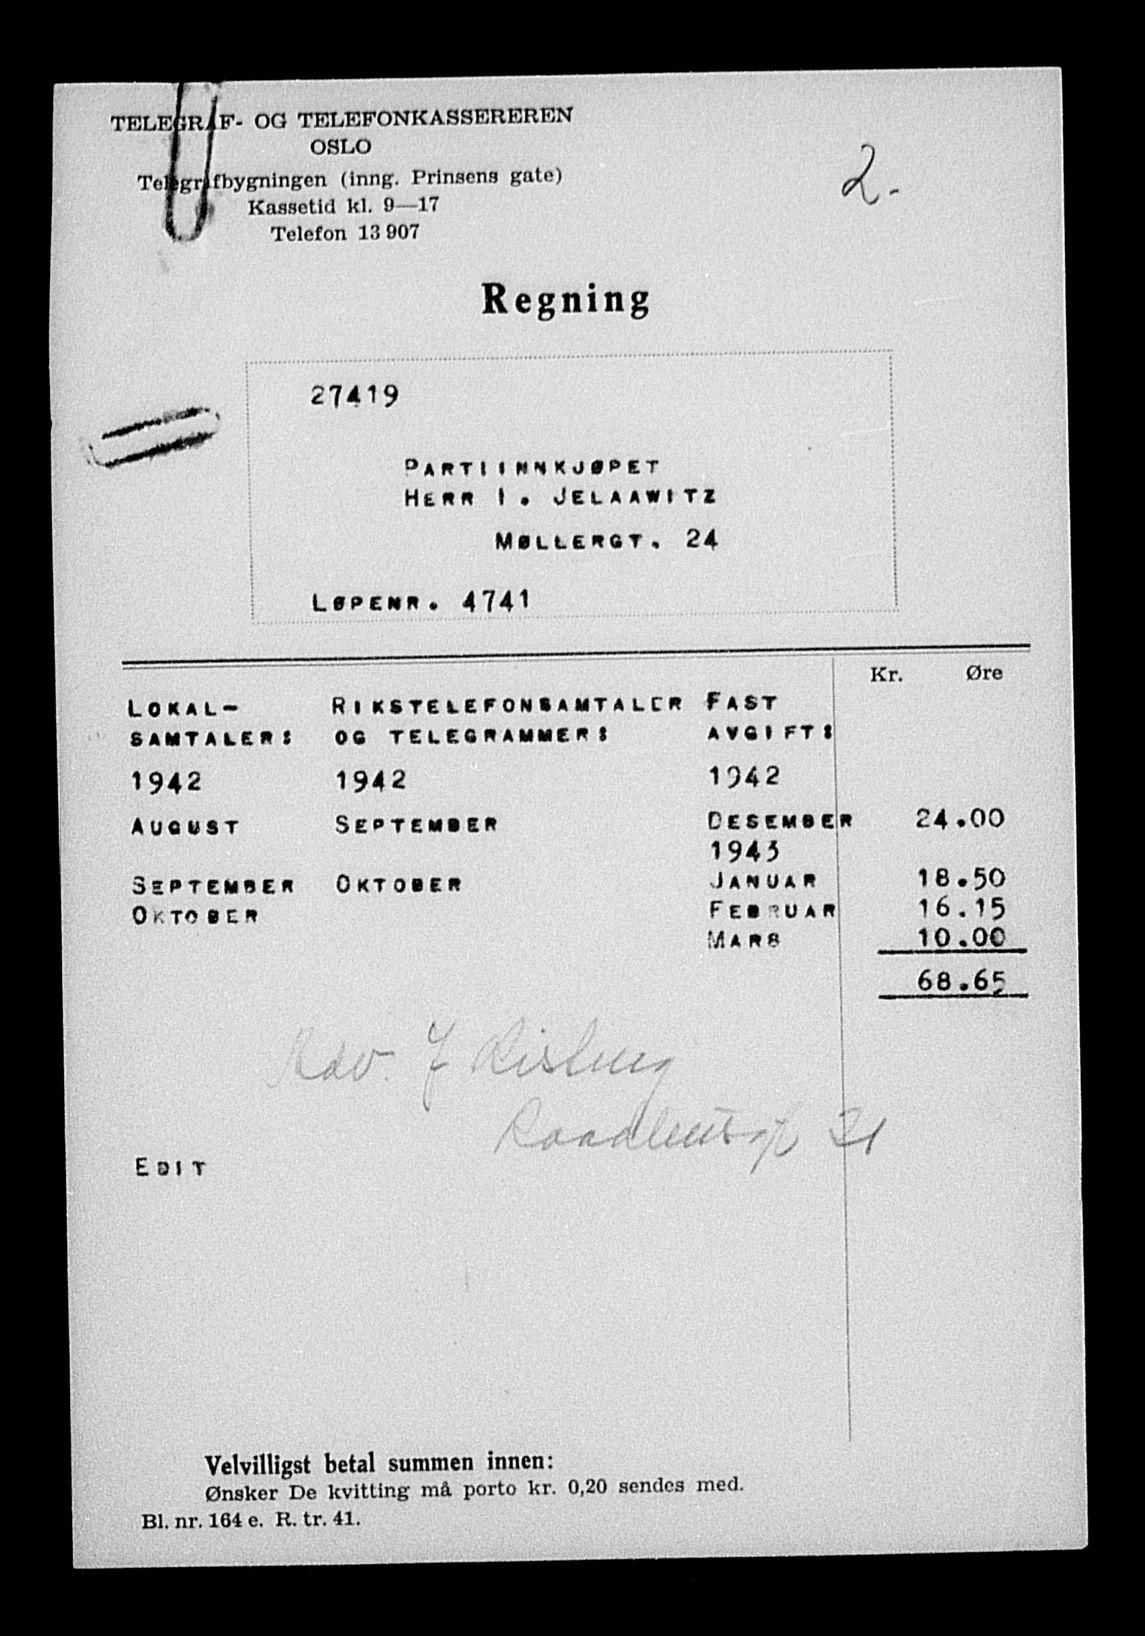 TELEGRAF- OG TELEFONKASSEREREN
OSLO
Telegrafbygningen (inng. Prinsens gate)
Kassetid kl. 9—17
Telefon 13 907
2.
Regning
27419
PARTIINNKJØPET
HERR I. JELAAWITZ
MØLLERGT. 24
LØPENR. 4741
Kr. Øre
LOKAL- RIKSTELEFONSAMTALER FAST
SAMTALER: OG TELEGRAMMER: AVGIFT:
1942 1942 1942
AUGUST SEPTEMBER DESEMBER 24.00
1943
SEPTEMBER OKTOBER JANUAR 18.50
OKTOBER FEBRUAR 16.15
MARS 10.00
68.65
Adv. J
Raadhusgt 21
EDIT
Velvilligst betal summen innen:
Ønsker De kvitting må porto kr. 0,20 sendes med.
Bl. nr. 164 e. R. tr. 41.